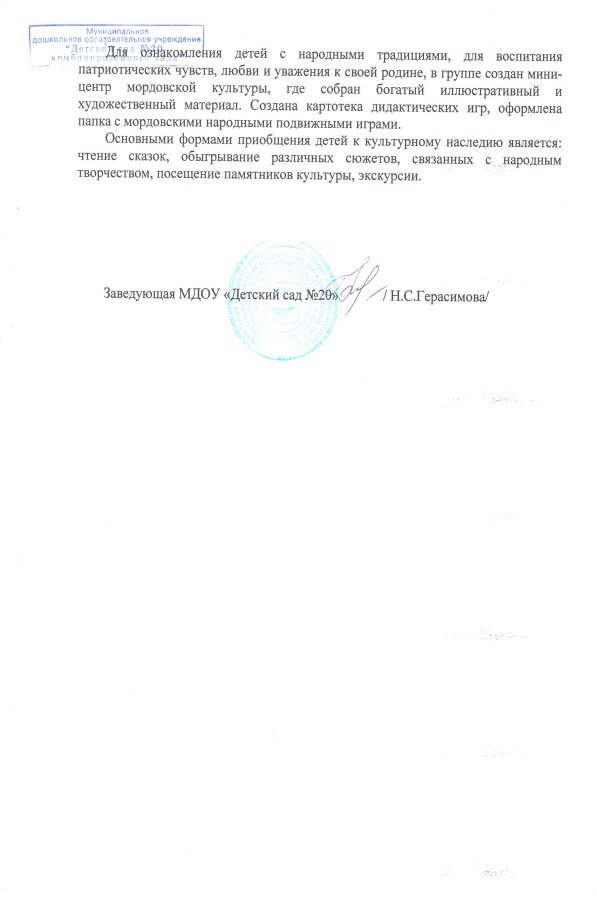 Муниципальное
дошкольное образовательное учреждение
"Детский сад №20
комбинированного вида"
Для ознакомления детей с народными традициями, для воспитания
патриотических чувств, любви и уважения к своей родине, в группе создан мини-
центр мордовской культуры, где собран богатый иллюстративный и
художественный материал. Создана картотека дидактических игр, оформлена
папка с мордовскими народными подвижными играми.
Основными формами приобщения детей к культурному наследию является:
чтение сказок, обыгрывание различных сюжетов, связанных с народным
творчеством, посещение памятников культуры, экскурсии.
Заведующая МДОУ «Детский сад №20» / Н.С.Герасимова/